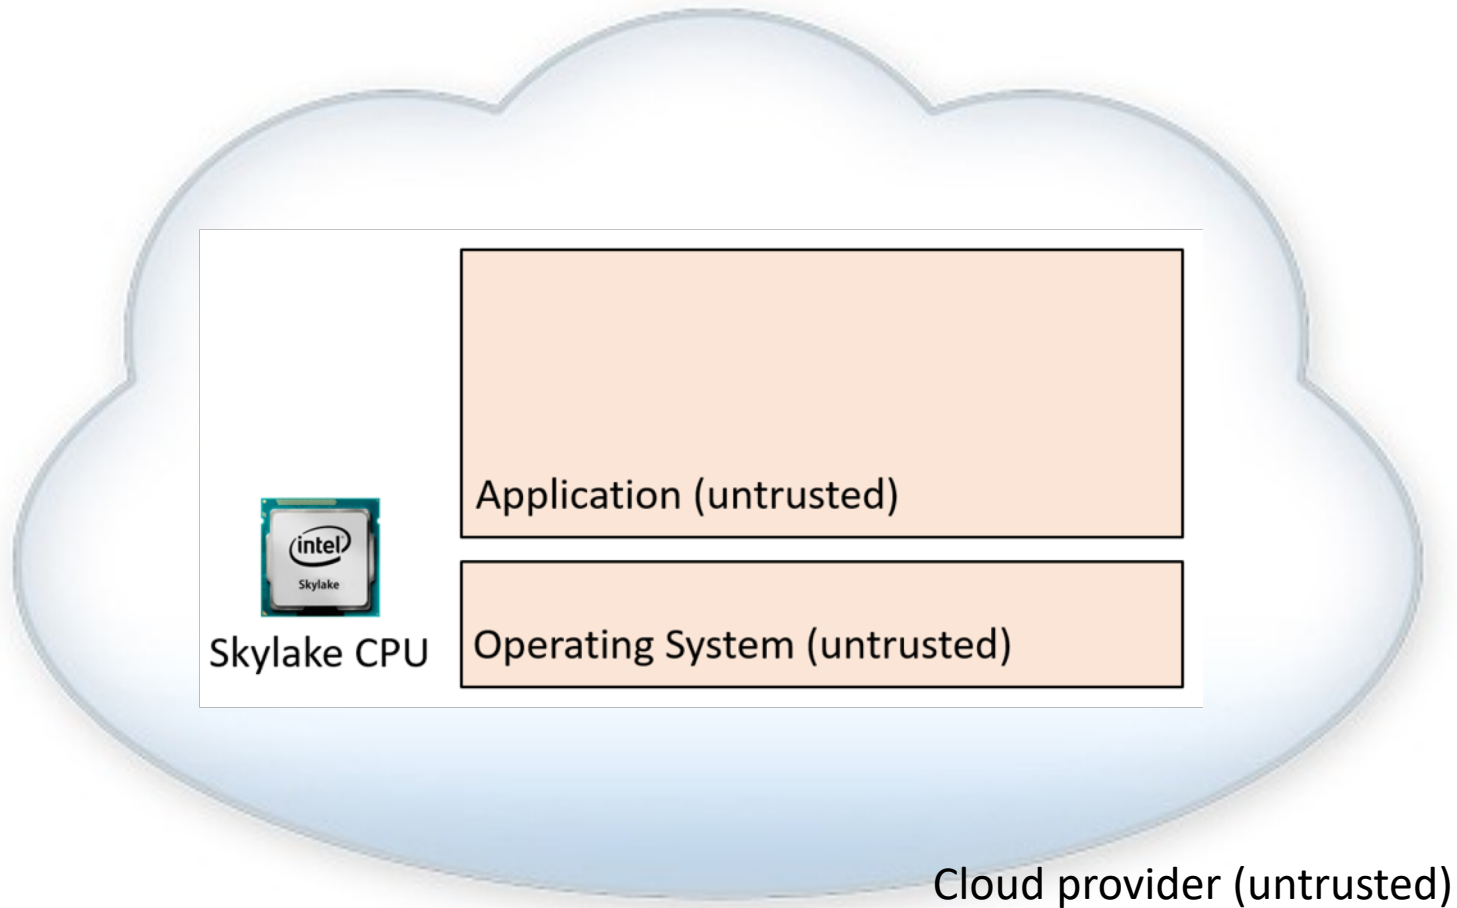 Application (untrusted)
intel
Skylake
Skylake CPU
Operating System (untrusted)
Cloud provider (untrusted)